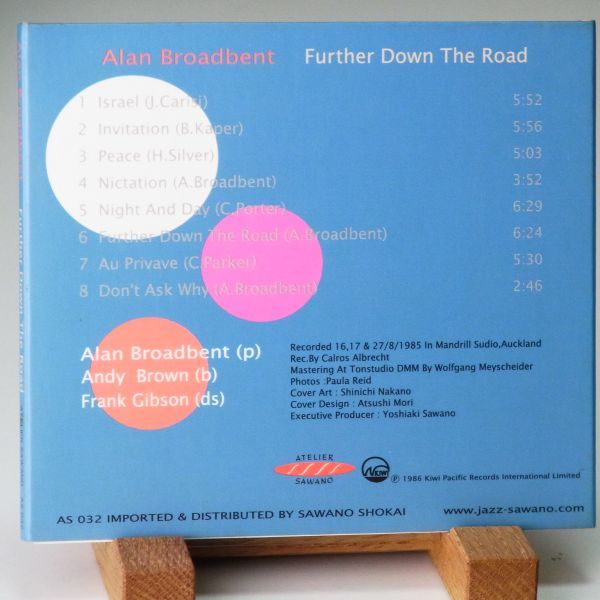 Alan Broadbent Further Down The Road
1 Israel (J.Carisi) 5:52
2 Invitation (B.Kaper) 5:56
3 Peace (H.Silver) 5:03
4 Nictation (A.Broadbent) 3:52
5 Night And Day (C.Porter) 6:29
6 Further Down The Road (A.Broadbent) 6:24
7 Au Privave (C.Parker) 5:30
8 Don't Ask Why (A.Broadbent) 2:46
Alan Broadbent (p)
Andy Brown (b)
Frank Gibson (ds)
Recorded 16,17 & 27/8/1985 In Mandrill Sudio,Auckland
Rec.By Calros Albrecht
Mastering At Tonstudio DMM By Wolfgang Meyscheider
Photos :Paula Reid
Cover Art : Shinichi Nakano
Cover Design : Atsushi Mori
Executive Producer : Yoshiaki Sawano
ATELIER
SAWANO
KIWI
Ⓟ 1986 Kiwi Pacific Records International Limited
AS 032 IMPORTED & DISTRIBUTED BY SAWANO SHOKAI www.jazz-sawano.com
Further Down The Road